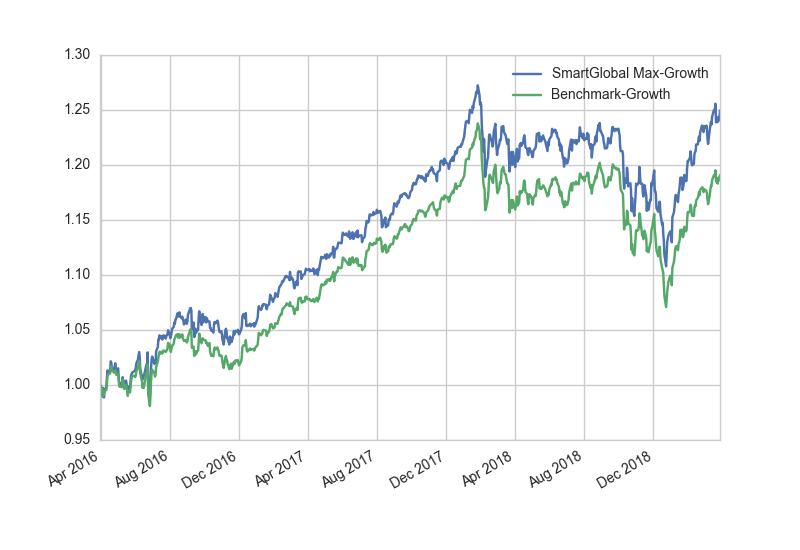 1.30
1.25
1.20
1.15
1.10
1.05
1.00
0.95
SmartGlobal Max-Growth
Benchmark-Growth
Apr 2016
Aug 2016
Dec 2016
Apr 2017
Aug 2017
Dec 2017
Apr 2018
Aug 2018
Dec 2018